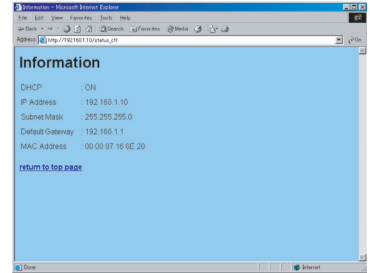 Information - Microsoft Internet Explorer
File Edit View Favorites Tools Help
Back Search Favorites Media
Address http://192.168.1.10/status_ctl Go
Information
DHCP : ON
IP Address : 192.168.1.10
Subnet Mask : 255.255.255.0
Default Gateway : 192.168.1.1
MAC Address : 00 00 87 16 0E 20
return to top page
Done Internet